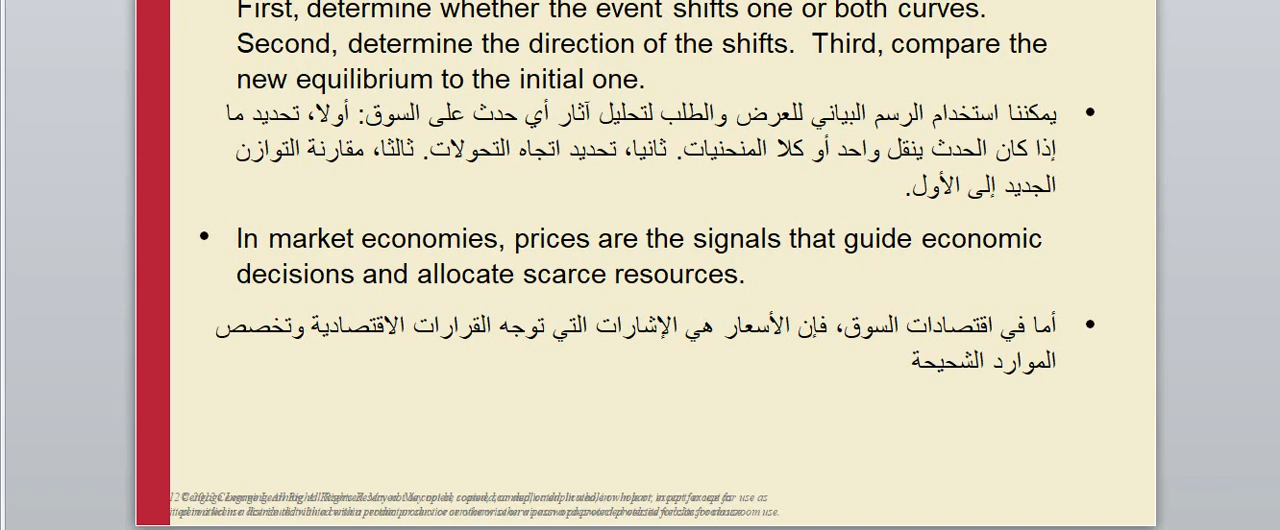 First, determine whether the event shifts one or both curves.
Second, determine the direction of the shifts. Third, compare the
new equilibrium to the initial one.
• يمكننا استخدام الرسم البياني للعرض والطلب لتحليل آثار أي حدث على السوق: أولا، تحديد ما
إذا كان الحدث ينقل واحد أو كلا المنحنيات. ثانيا، تحديد اتجاه التحولات. ثالثا، مقارنة التوازن
الجديد إلى الأول.
• In market economies, prices are the signals that guide economic
decisions and allocate scarce resources.
• أما في اقتصادات السوق، فإن الأسعار هي الإشارات التي توجه القرارات الاقتصادية وتخصص
الموارد الشحيحة